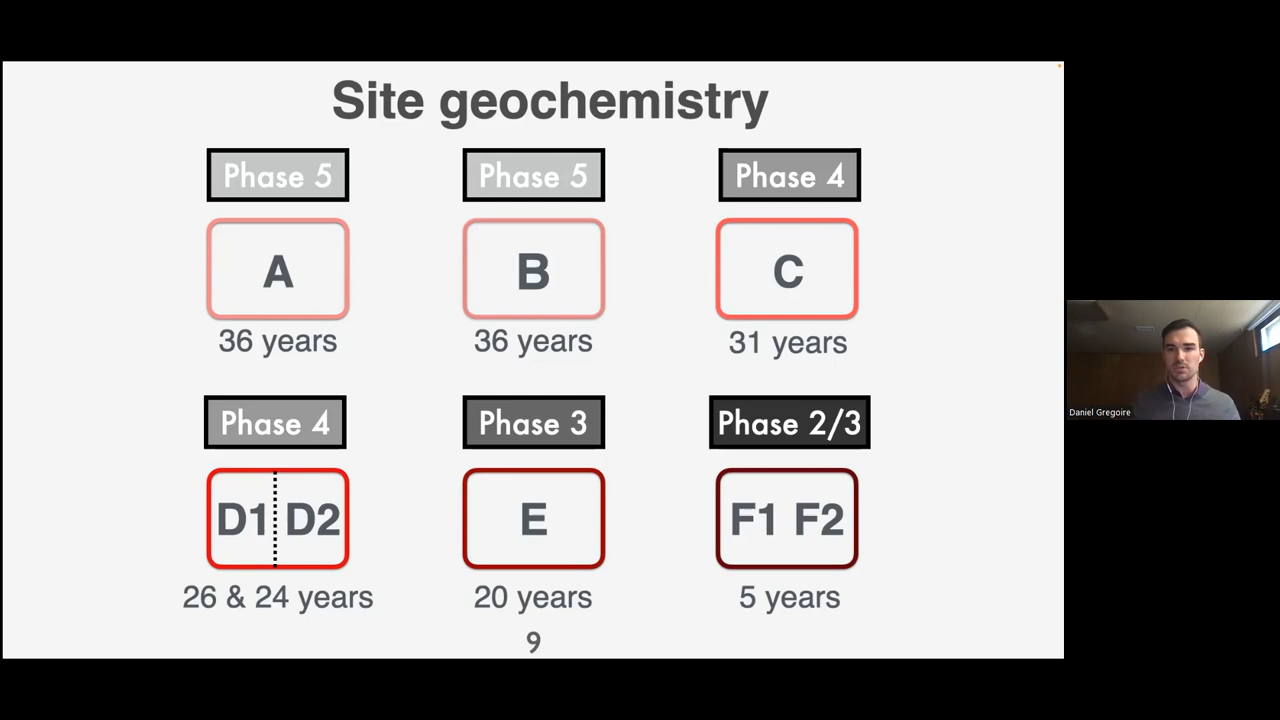 Site geochemistry
Phase 5
Phase 5
Phase 4
A
B
C
36 years
36 years
31 years
Phase 4
Phase 3
Phase 2/3
D1 D2
E
F1 F2
26 & 24 years
20 years
5 years
9
Daniel Gregoire